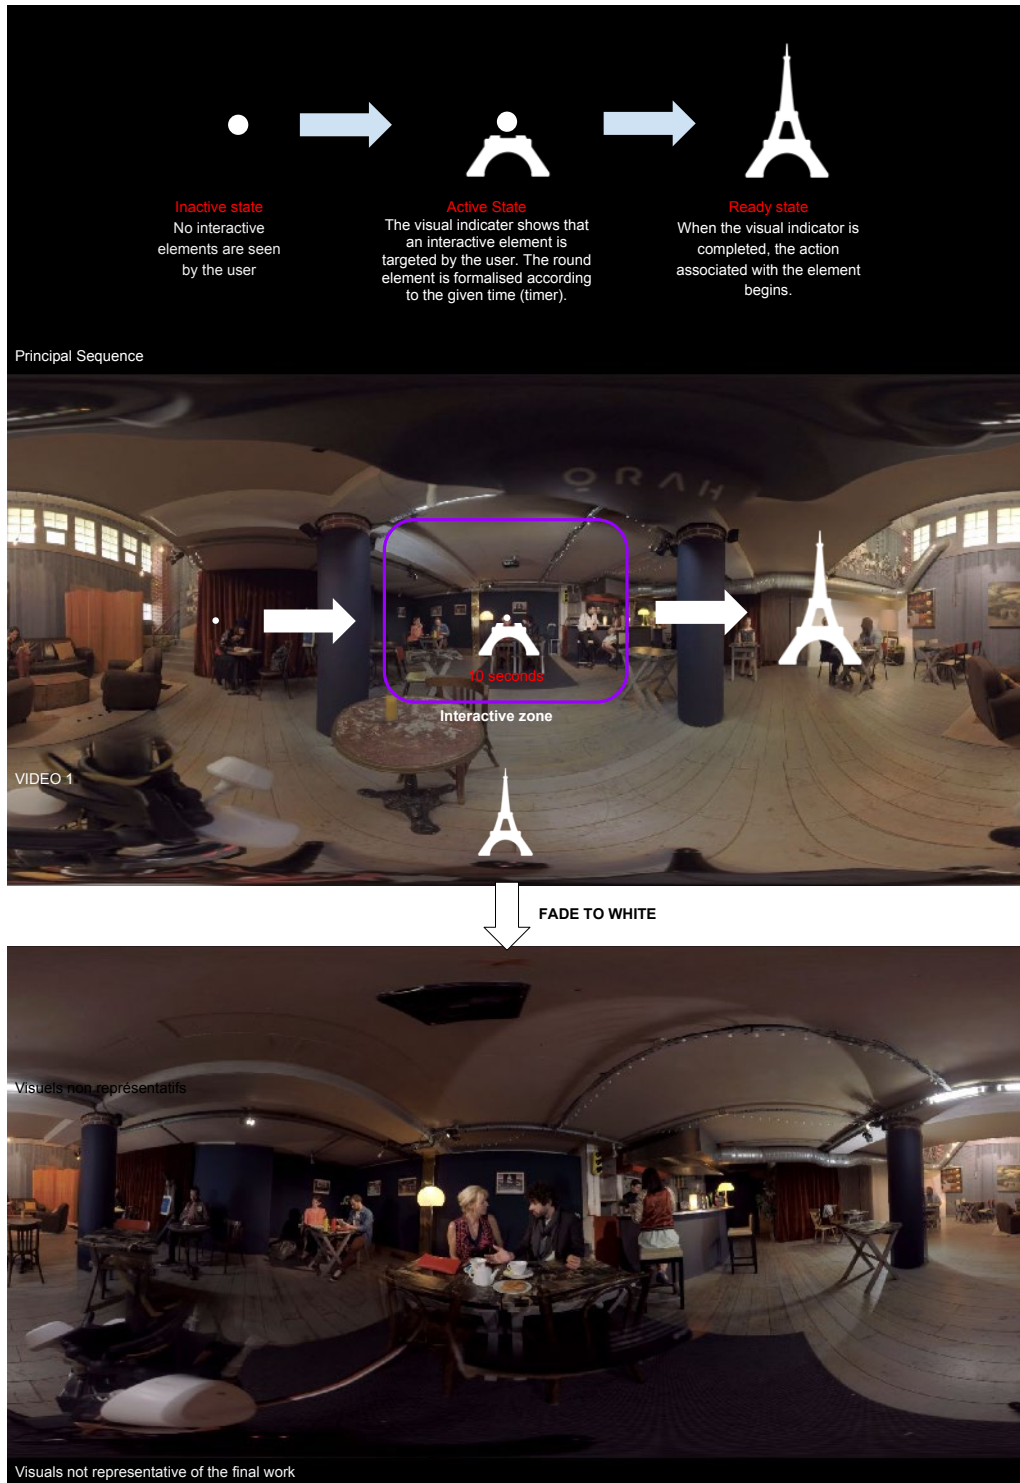 Inactive state
No interactive
elements are seen
by the user
Active State
The visual indicater shows that
an interactive element is
targeted by the user. The round
element is formalised according
to the given time (timer).
Ready state
When the visual indicator is
completed, the action
associated with the element
begins.
Principal Sequence
ORAH
10 seconds
Interactive zone
VIDEO 1
FADE TO WHITE
Visuels non représentatifs
Visuals not representative of the final work